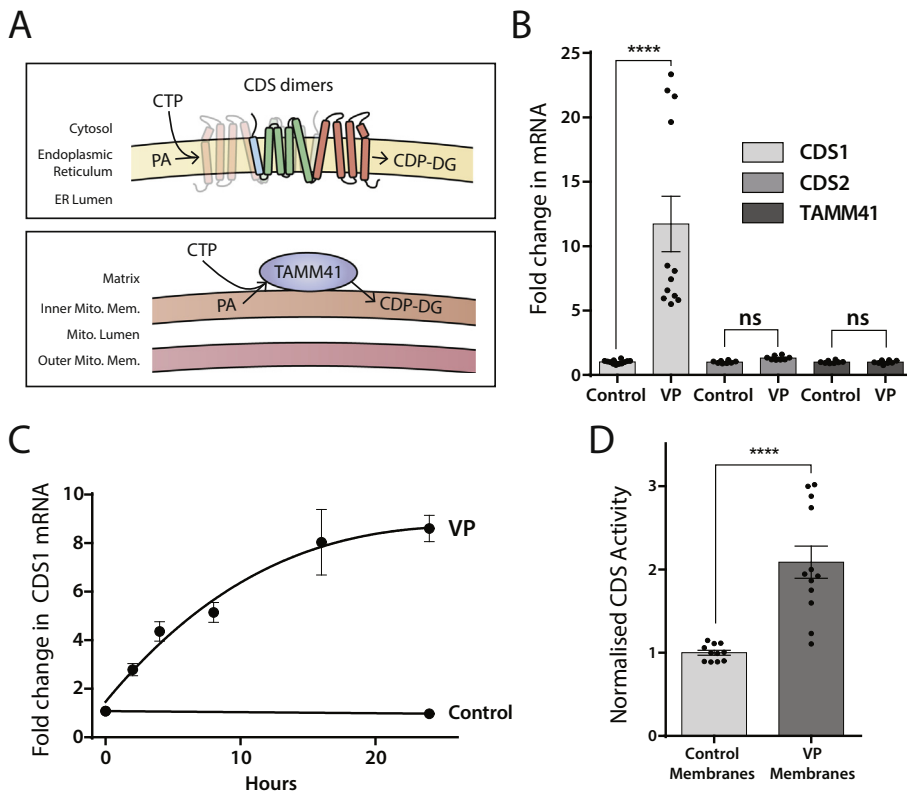 A
CDS dimers
CTP
Cytosol
Endoplasmic
Reticulum
PA
CDP-DG
ER Lumen
CTP
TAMM41
Matrix
Inner Mito. Mem.
PA
CDP-DG
Mito. Lumen
Outer Mito. Mem.
B
Fold change in mRNA
25
20
15
10
5
0
****
ns
ns
CDS1
CDS2
TAMM41
Control
VP
Control
VP
Control
VP
C
Fold change in CDS1 mRNA
10
8
6
4
2
0
VP
Control
0
10
20
Hours
D
Normalised CDS Activity
3
2
1
0
****
Control
Membranes
VP
Membranes